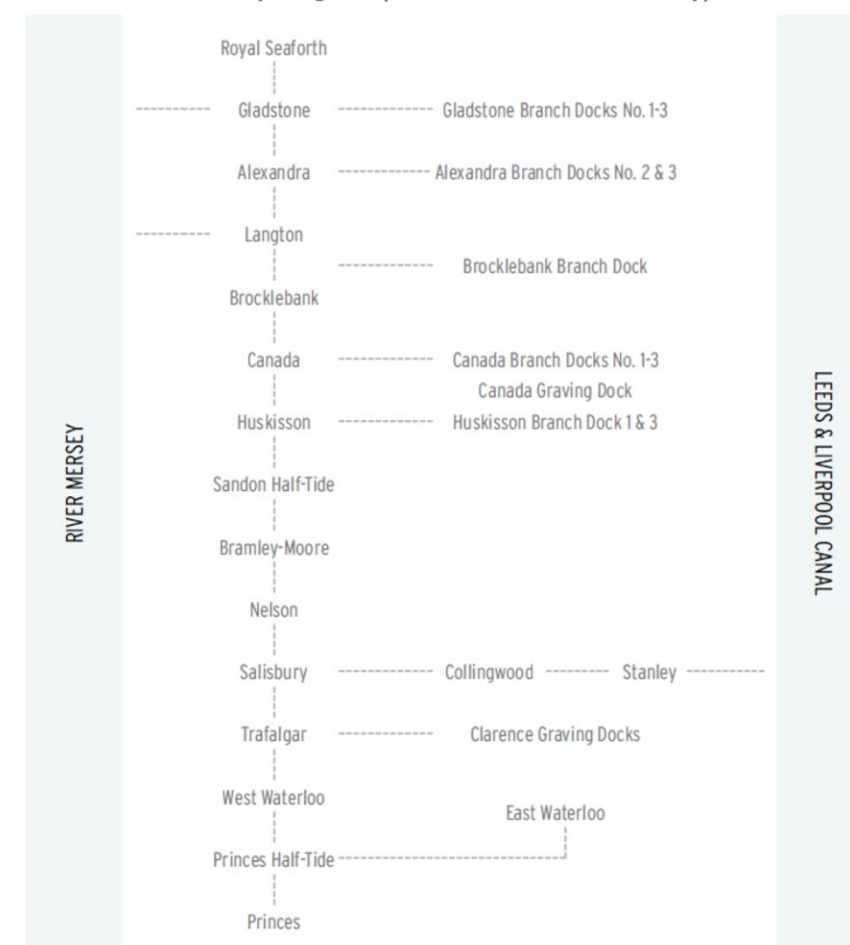 Royal Seaforth
Gladstone
Gladstone Branch Docks No. 1-3
Alexandra
Alexandra Branch Docks No. 2 & 3
Langton
Brocklebank Branch Dock
Brocklebank
Canada
Canada Branch Docks No. 1-3
Canada Graving Dock
Huskisson
Huskisson Branch Dock 1 & 3
Sandon Half-Tide
Bramley-Moore
Nelson
Salisbury
Collingwood
Stanley
Trafalgar
Clarence Graving Docks
West Waterloo
East Waterloo
Princes Half-Tide
Princes
RIVER MERSEY
LEEDS & LIVERPOOL CANAL